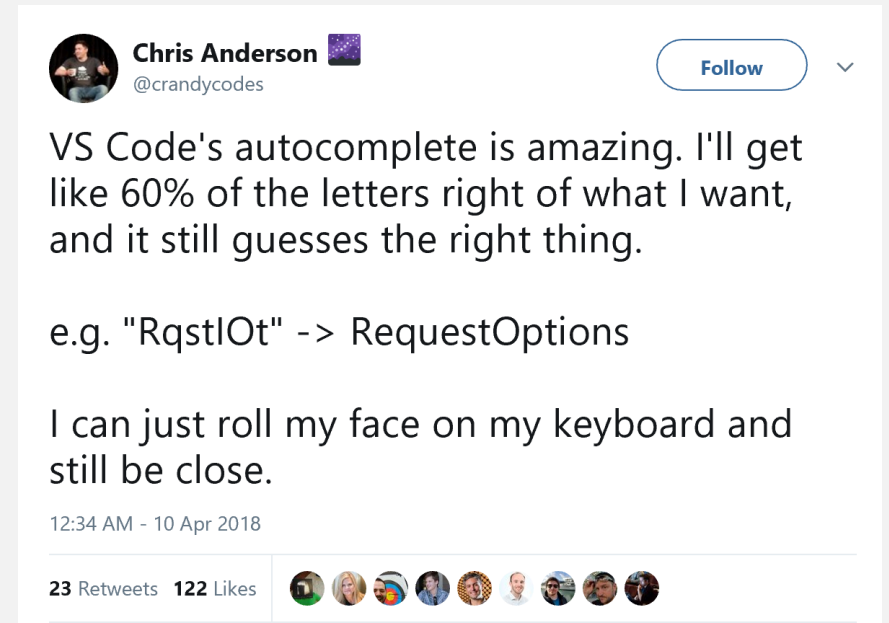 Chris Anderson
@crandycodes
Follow
VS Code's autocomplete is amazing. I'll get
like 60% of the letters right of what I want,
and it still guesses the right thing.
e.g. "RqstIOt" -> RequestOptions
I can just roll my face on my keyboard and
still be close.
12:34 AM - 10 Apr 2018
23 Retweets 122 Likes